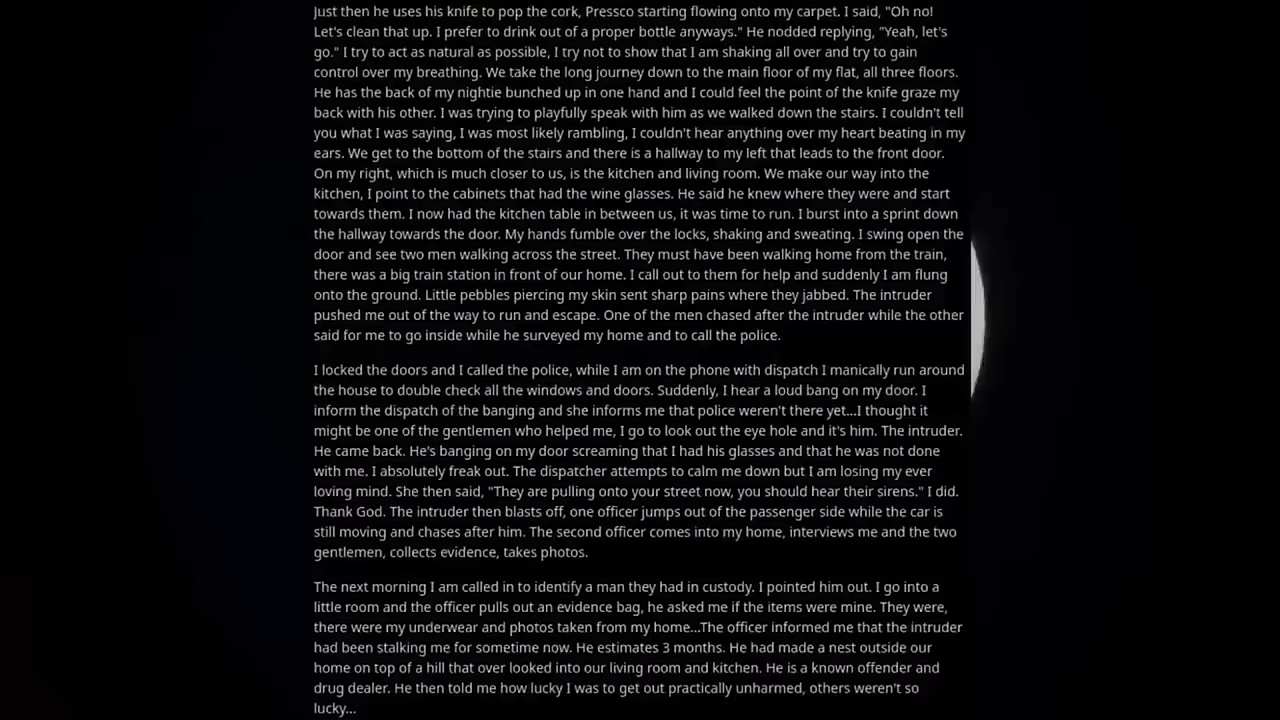 Just then he uses his knife to pop the cork, Pressco starting flowing onto my carpet. I said, "Oh no!
Let's clean that up. I prefer to drink out of a proper bottle anyways." He nodded replying, "Yeah, let's
go." I try to act as natural as possible, I try not to show that I am shaking all over and try to gain
control over my breathing. We take the long journey down to the main floor of my flat, all three floors.
He has the back of my nightie bunched up in one hand and I could feel the point of the knife graze my
back with his other. I was trying to playfully speak with him as we walked down the stairs. I couldn't tell
you what I was saying, I was most likely rambling, I couldn't hear anything over my heart beating in my
ears. We get to the bottom of the stairs and there is a hallway to my left that leads to the front door.
On my right, which is much closer to us, is the kitchen and living room. We make our way into the
kitchen, I point to the cabinets that had the wine glasses. He said he knew where they were and start
towards them. I now had the kitchen table in between us, it was time to run. I burst into a sprint down
the hallway towards the door. My hands fumble over the locks, shaking and sweating. I swing open the
door and see two men walking across the street. They must have been walking home from the train,
there was a big train station in front of our home. I call out to them for help and suddenly I am flung
onto the ground. Little pebbles piercing my skin sent sharp pains where they jabbed. The intruder
pushed me out of the way to run and escape. One of the men chased after the intruder while the other
said for me to go inside while he surveyed my home and to call the police.
I locked the doors and I called the police, while I am on the phone with dispatch I manically run around
the house to double check all the windows and doors. Suddenly, I hear a loud bang on my door. I
inform the dispatch of the banging and she informs me that police weren't there yet...I thought it
might be one of the gentlemen who helped me, I go to look out the eye hole and it's him. The intruder.
He came back. He's banging on my door screaming that I had his glasses and that he was not done
with me. I absolutely freak out. The dispatcher attempts to calm me down but I am losing my ever
loving mind. She then said, "They are pulling onto your street now, you should hear their sirens." I did.
Thank God. The intruder then blasts off, one officer jumps out of the passenger side while the car is
still moving and chases after him. The second officer comes into my home, interviews me and the two
gentlemen, collects evidence, takes photos.
The next morning I am called in to identify a man they had in custody. I pointed him out. I go into a
little room and the officer pulls out an evidence bag, he asked me if the items were mine. They were,
there were my underwear and photos taken from my home...The officer informed me that the intruder
had been stalking me for sometime now. He estimates 3 months. He had made a nest outside our
home on top of a hill that over looked into our living room and kitchen. He is a known offender and
drug dealer. He then told me how lucky I was to get out practically unharmed, others weren't so
lucky...